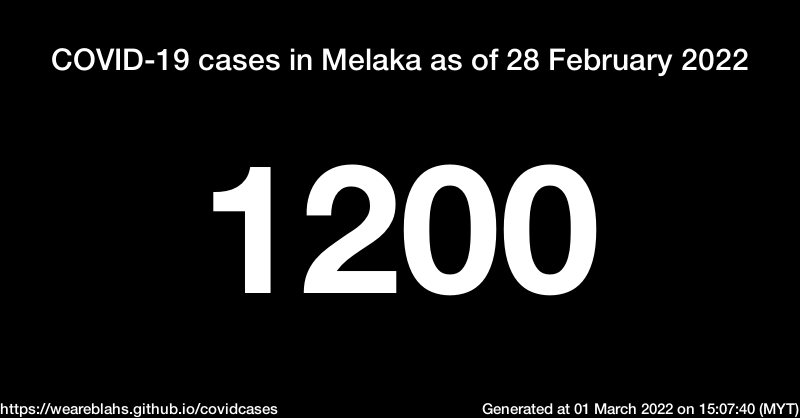 COVID-19 cases in Melaka as of 28 February 2022
1200
https://weareblahs.github.io/covidcases
Generated at 01 March 2022 on 15:07:40 (MYT)